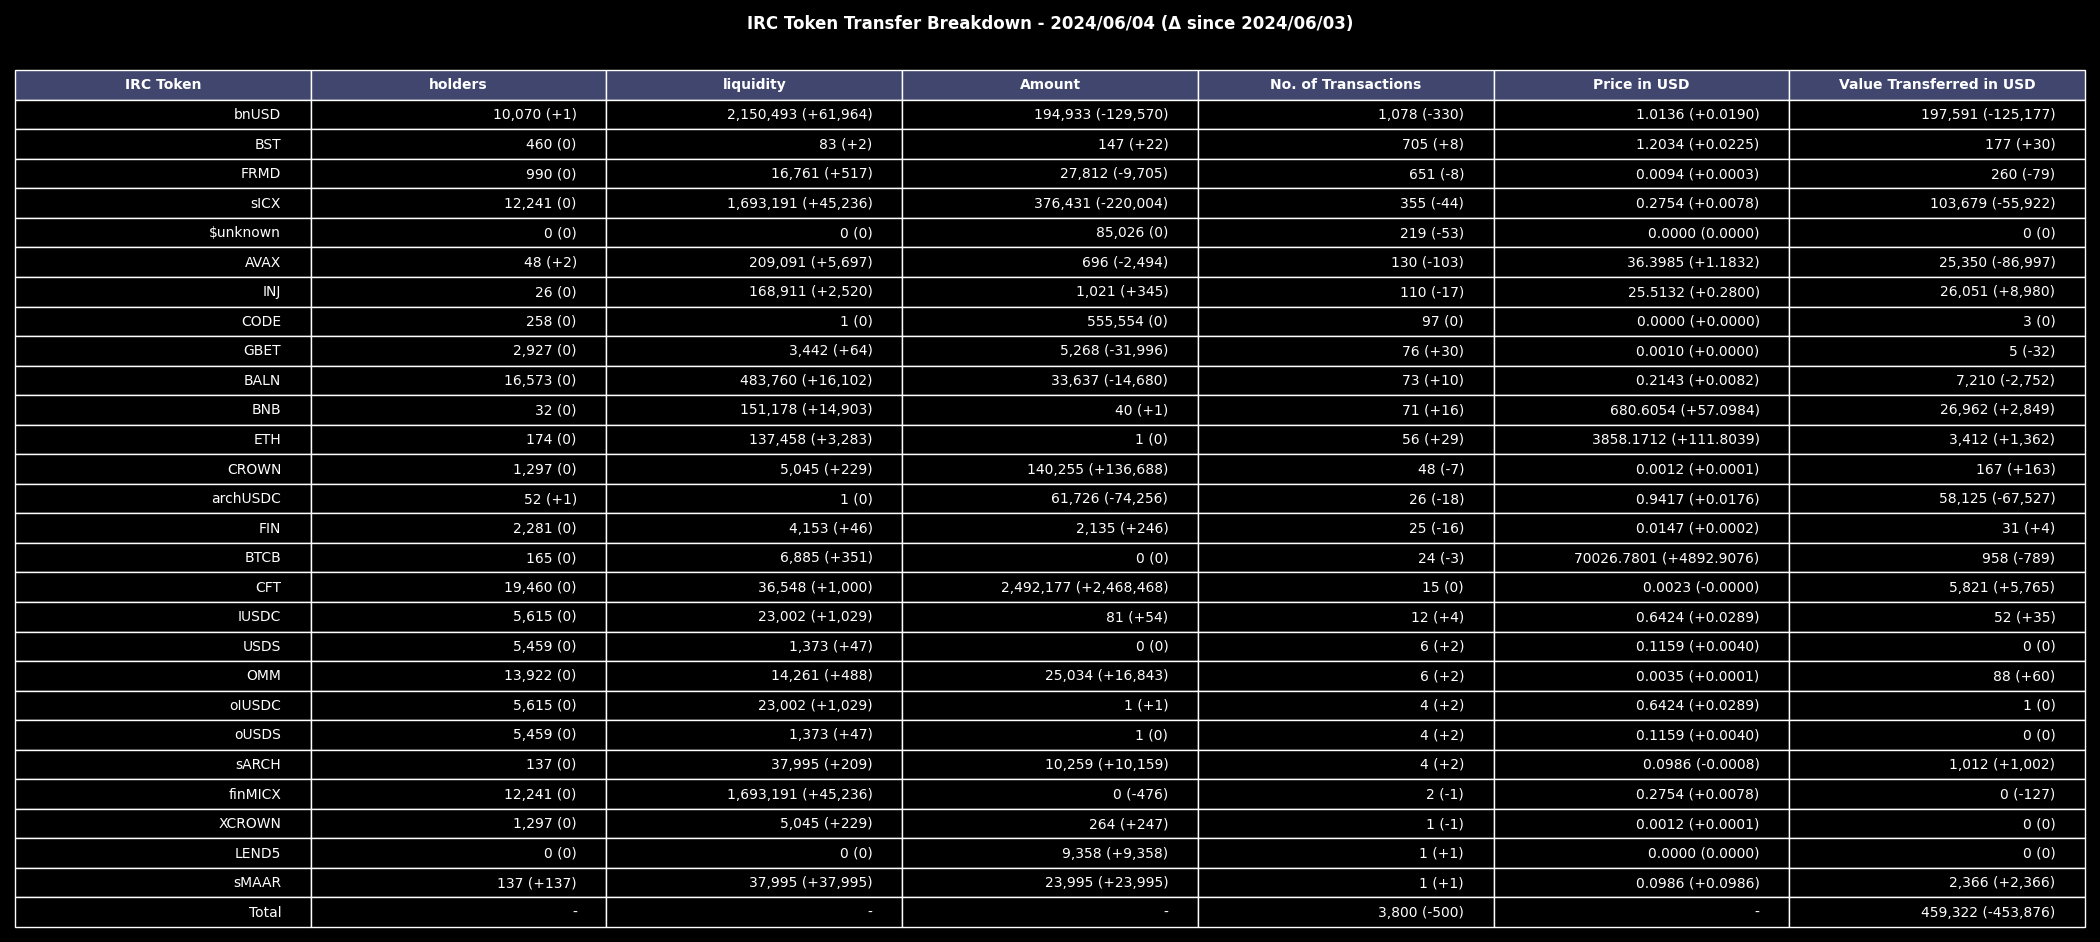 IRC Token Transfer Breakdown - 2024/06/04 (Δ since 2024/06/03)
IRC Token holders liquidity Amount No. of Transactions Price in USD Value Transferred in USD
bnUSD 10,070 (+1) 2,150,493 (+61,964) 194,933 (-129,570) 1,078 (-330) 1.0136 (+0.0190) 197,591 (-125,177)
BST 460 (0) 83 (+2) 147 (+22) 705 (+8) 1.2034 (+0.0225) 177 (+30)
FRMD 990 (0) 16,761 (+517) 27,812 (-9,705) 651 (-8) 0.0094 (+0.0003) 260 (-79)
sICX 12,241 (0) 1,693,191 (+45,236) 376,431 (-220,004) 355 (-44) 0.2754 (+0.0078) 103,679 (-55,922)
$unknown 0 (0) 0 (0) 85,026 (0) 219 (-53) 0.0000 (0.0000) 0 (0)
AVAX 48 (+2) 209,091 (+5,697) 696 (-2,494) 130 (-103) 36.3985 (+1.1832) 25,350 (-86,997)
INJ 26 (0) 168,911 (+2,520) 1,021 (+345) 110 (-17) 25.5132 (+0.2800) 26,051 (+8,980)
CODE 258 (0) 1 (0) 555,554 (0) 97 (0) 0.0000 (+0.0000) 3 (0)
GBET 2,927 (0) 3,442 (+64) 5,268 (-31,996) 76 (+30) 0.0010 (+0.0000) 5 (-32)
BALN 16,573 (0) 483,760 (+16,102) 33,637 (-14,680) 73 (+10) 0.2143 (+0.0082) 7,210 (-2,752)
BNB 32 (0) 151,178 (+14,903) 40 (+1) 71 (+16) 680.6054 (+57.0984) 26,962 (+2,849)
ETH 174 (0) 137,458 (+3,283) 1 (0) 56 (+29) 3858.1712 (+111.8039) 3,412 (+1,362)
CROWN 1,297 (0) 5,045 (+229) 140,255 (+136,688) 48 (-7) 0.0012 (+0.0001) 167 (+163)
archUSDC 52 (+1) 1 (0) 61,726 (-74,256) 26 (-18) 0.9417 (+0.0176) 58,125 (-67,527)
FIN 2,281 (0) 4,153 (+46) 2,135 (+246) 25 (-16) 0.0147 (+0.0002) 31 (+4)
BTCB 165 (0) 6,885 (+351) 0 (0) 24 (-3) 70026.7801 (+4892.9076) 958 (-789)
CFT 19,460 (0) 36,548 (+1,000) 2,492,177 (+2,468,468) 15 (0) 0.0023 (-0.0000) 5,821 (+5,765)
IUSDC 5,615 (0) 23,002 (+1,029) 81 (+54) 12 (+4) 0.6424 (+0.0289) 52 (+35)
USDS 5,459 (0) 1,373 (+47) 0 (0) 6 (+2) 0.1159 (+0.0040) 0 (0)
OMM 13,922 (0) 14,261 (+488) 25,034 (+16,843) 6 (+2) 0.0035 (+0.0001) 88 (+60)
oIUSDC 5,615 (0) 23,002 (+1,029) 1 (+1) 4 (+2) 0.6424 (+0.0289) 1 (0)
oUSDS 5,459 (0) 1,373 (+47) 1 (0) 4 (+2) 0.1159 (+0.0040) 0 (0)
sARCH 137 (0) 37,995 (+209) 10,259 (+10,159) 4 (+2) 0.0986 (-0.0008) 1,012 (+1,002)
finMICX 12,241 (0) 1,693,191 (+45,236) 0 (-476) 2 (-1) 0.2754 (+0.0078) 0 (-127)
XCROWN 1,297 (0) 5,045 (+229) 264 (+247) 1 (-1) 0.0012 (+0.0001) 0 (0)
LEND5 0 (0) 0 (0) 9,358 (+9,358) 1 (+1) 0.0000 (0.0000) 0 (0)
sMAAR 137 (+137) 37,995 (+37,995) 23,995 (+23,995) 1 (+1) 0.0986 (+0.0986) 2,366 (+2,366)
Total - - - 3,800 (-500) - 459,322 (-453,876)